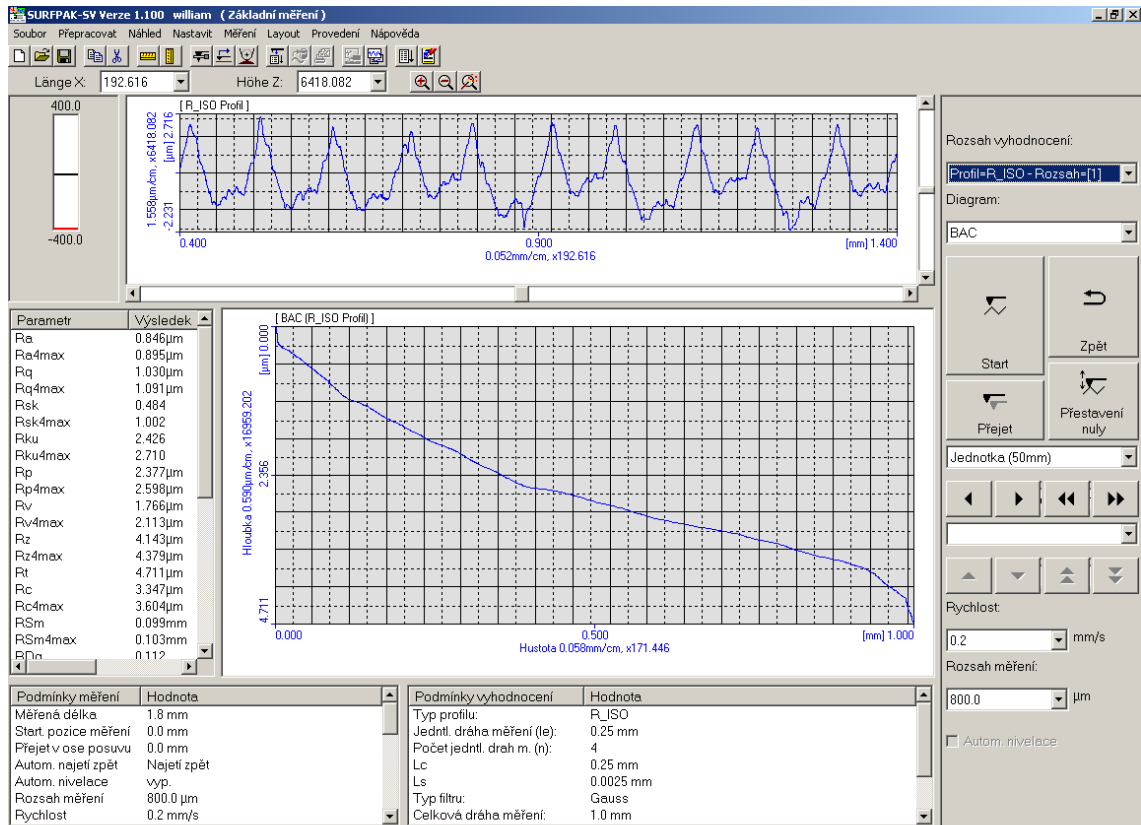 SURFPAK-SV Verze 1.100 william ( Základní měření )
Soubor Přepracovat Náhled Nastavit Měření Layout Provedení Nápověda
Länge X: 192.616 Höhe Z: 6418.082
400.0
-400.0
[ R_ISO Profil ]
1.558µm/cm, x6418.082
-2.231 [µm] 2.716
0.400 0.900 [mm] 1.400
0.052mm/cm, x192.616
Rozsah vyhodnocení:
Profil=R_ISO - Rozsah=[1]
Diagram:
BAC
Start
Zpět
Přejet
Přestavení
nuly
Jednotka (50mm)
Rychlost:
0.2 mm/s
Rozsah měření:
800.0 µm
Autom. nivelace
Parametr Výsledek
Ra 0.846µm
Ra4max 0.895µm
Rq 1.030µm
Rq4max 1.091µm
Rsk 0.484
Rsk4max 1.002
Rku 2.426
Rku4max 2.710
Rp 2.377µm
Rp4max 2.598µm
Rv 1.766µm
Rv4max 2.113µm
Rz 4.143µm
Rz4max 4.379µm
Rt 4.711µm
Rc 3.347µm
Rc4max 3.604µm
RSm 0.099mm
RSm4max 0.103mm
RDq 0.112
[ BAC (R_ISO Profil) ]
Hloubka 0.590µm/cm, x16959.202
4.711 2.356 [µm] 0.000
0.000 0.500 [mm] 1.000
Hustota 0.058mm/cm, x171.446
Podmínky měření Hodnota
Měřená délka 1.8 mm
Start. pozice měření 0.0 mm
Přejet v ose posuvu 0.0 mm
Autom. najetí zpět Najetí zpět
Autom. nivelace vyp.
Rozsah měření 800.0 µm
Rychlost 0.2 mm/s
Podmínky vyhodnocení Hodnota
Typ profilu: R_ISO
Jedntl. dráha měření (le): 0.25 mm
Počet jedntl. drah m. (n): 4
Lc 0.25 mm
Ls 0.0025 mm
Typ filtru: Gauss
Celková dráha měření: 1.0 mm